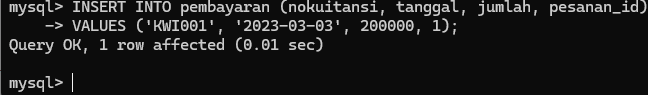 mysql> INSERT INTO pembayaran (nokuitansi, tanggal, jumlah, pesanan_id)
    -> VALUES ('KWI001', '2023-03-03', 200000, 1);
Query OK, 1 row affected (0.01 sec)
mysql>